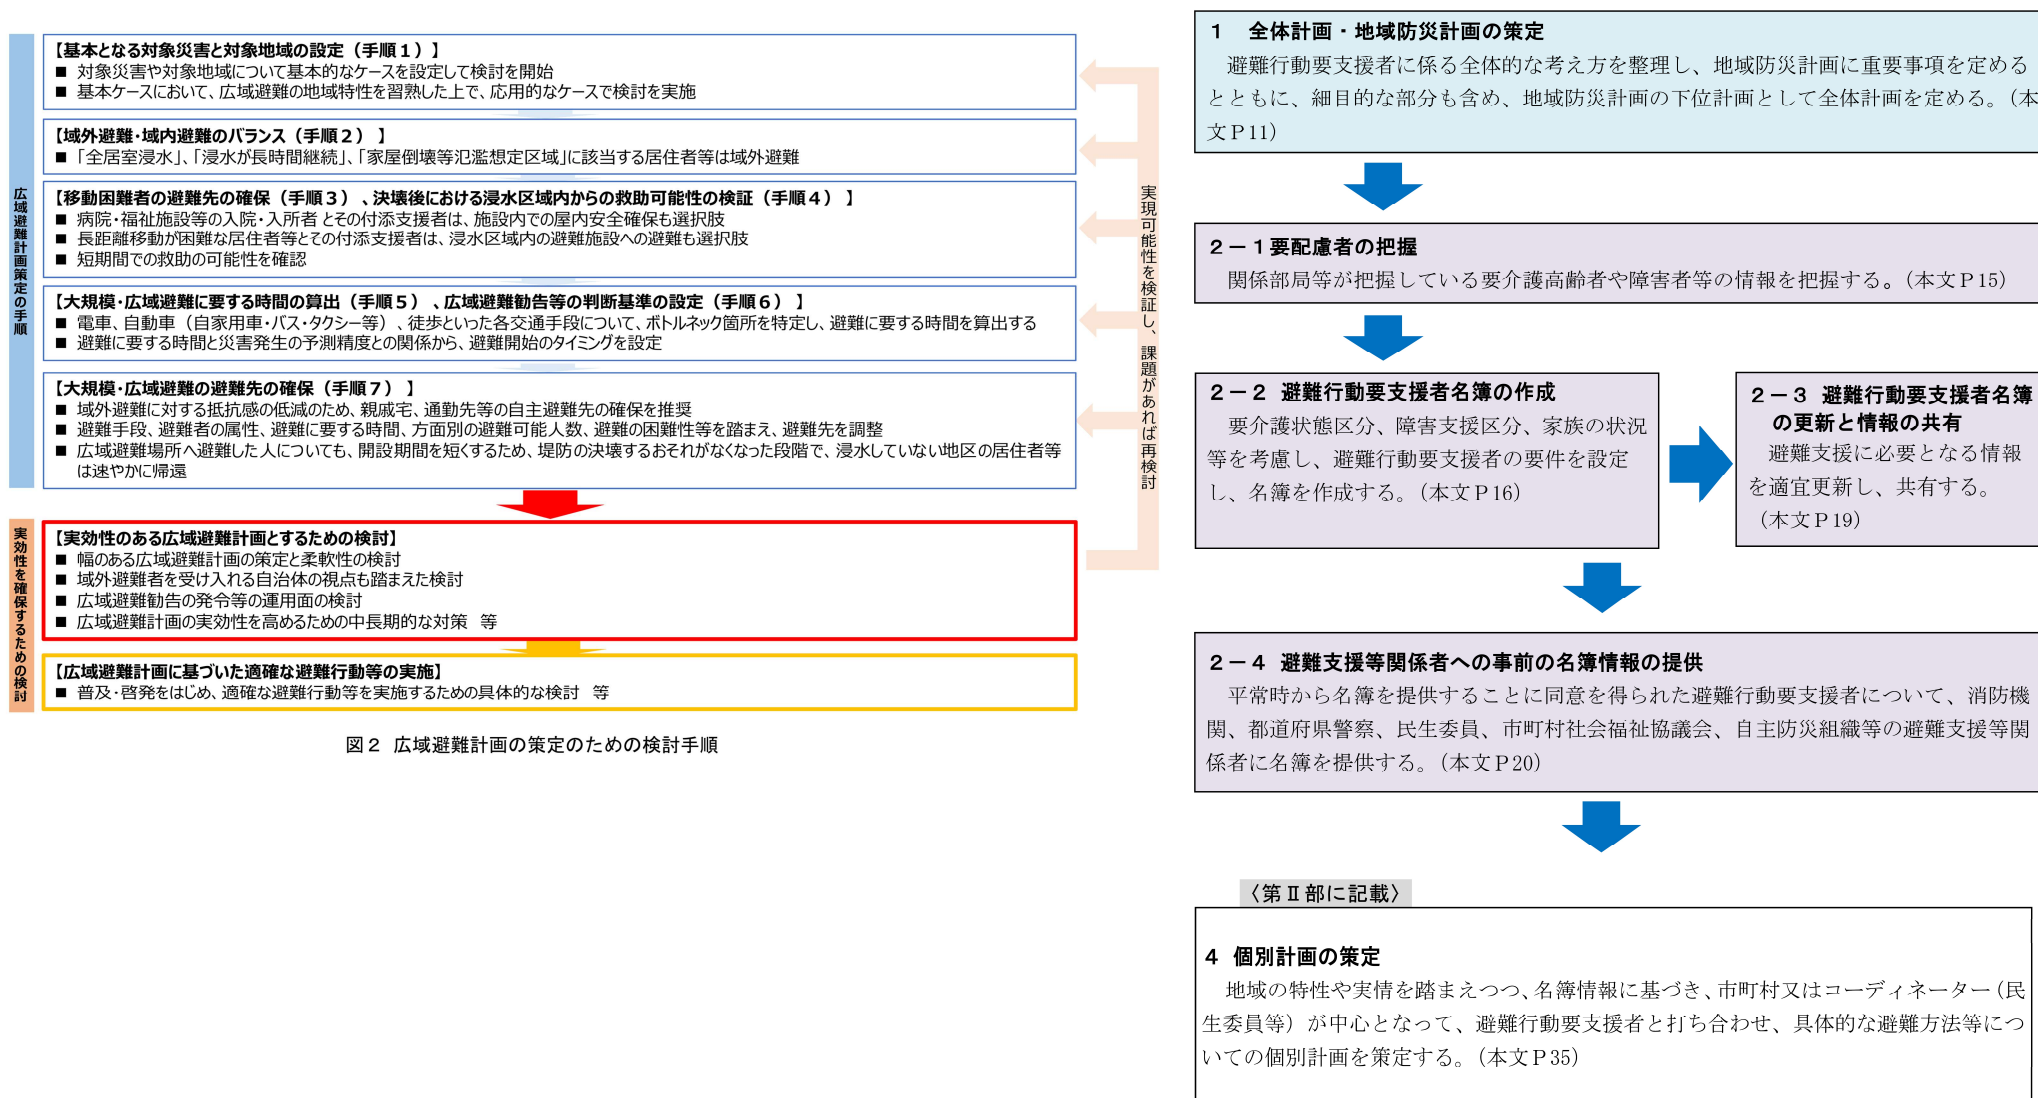 広域避難計画策定の手順
【基本となる対象災害と対象地域の設定（手順１）】
■ 対象災害や対象地域について基本的なケースを設定して検討を開始
■ 基本ケースにおいて、広域避難の地域特性を習熟した上で、応用的なケースで検討を実施
【域外避難・域内避難のバランス（手順２）】
■ 「全居室浸水」、「浸水が長時間継続」、「家屋倒壊等氾濫想定区域」に該当する居住者等は域外避難
【移動困難者の避難先の確保（手順３）、決壊後における浸水区域内からの救助可能性の検証（手順４）】
■ 病院・福祉施設等の入院・入所者とその付添支援者は、施設内での屋内安全確保も選択肢
■ 長距離移動が困難な居住者等とその付添支援者は、浸水区域内の避難施設への避難も選択肢
■ 短期間での救助の可能性を確認
【大規模・広域避難に要する時間の算出（手順５）、広域避難勧告等の判断基準の設定（手順６）】
■ 電車、自動車（自家用車・バス・タクシー等）、徒歩といった各交通手段について、ボトルネック箇所を特定し、避難に要する時間を算出する
■ 避難に要する時間と災害発生の予測精度との関係から、避難開始のタイミングを設定
【大規模・広域避難の避難先の確保（手順７）】
■ 域外避難に対する抵抗感の低減のため、親戚宅、通勤先等の自主避難先の確保を推奨
■ 避難手段、避難者の属性、避難に要する時間、方面別の避難可能人数、避難の困難性等を踏まえ、避難先を調整
■ 広域避難場所へ避難した人についても、開設期間を短くするため、堤防の決壊するおそれがなくなった段階で、浸水していない地区の居住者等
は速やかに帰還
実現可能性を検証し、課題があれば再検討
実効性を確保するための検討
【実効性のある広域避難計画とするための検討】
■ 幅のある広域避難計画の策定と柔軟性の検討
■ 域外避難者を受け入れる自治体の視点も踏まえた検討
■ 広域避難勧告の発令等の運用面の検討
■ 広域避難計画の実効性を高めるための中長期的な対策 等
【広域避難計画に基づいた適確な避難行動等の実施】
■ 普及・啓発をはじめ、適確な避難行動等を実施するための具体的な検討 等
図２ 広域避難計画の策定のための検討手順
１ 全体計画・地域防災計画の策定
避難行動要支援者に係る全体的な考え方を整理し、地域防災計画に重要事項を定める
とともに、細目的な部分も含め、地域防災計画の下位計画として全体計画を定める。（本
文Ｐ11）
２－１要配慮者の把握
関係部局等が把握している要介護高齢者や障害者等の情報を把握する。（本文Ｐ15）
２－２ 避難行動要支援者名簿の作成
要介護状態区分、障害支援区分、家族の状況
等を考慮し、避難行動要支援者の要件を設定
し、名簿を作成する。（本文Ｐ16）
２－３ 避難行動要支援者名簿
の更新と情報の共有
避難支援に必要となる情報
を適宜更新し、共有する。
（本文Ｐ19）
２－４ 避難支援等関係者への事前の名簿情報の提供
平常時から名簿を提供することに同意を得られた避難行動要支援者について、消防機
関、都道府県警察、民生委員、市町村社会福祉協議会、自主防災組織等の避難支援等関
係者に名簿を提供する。（本文Ｐ20）
〈第Ⅱ部に記載〉
４ 個別計画の策定
地域の特性や実情を踏まえつつ、名簿情報に基づき、市町村又はコーディネーター（民
生委員等）が中心となって、避難行動要支援者と打ち合わせ、具体的な避難方法等につ
いての個別計画を策定する。（本文Ｐ35）